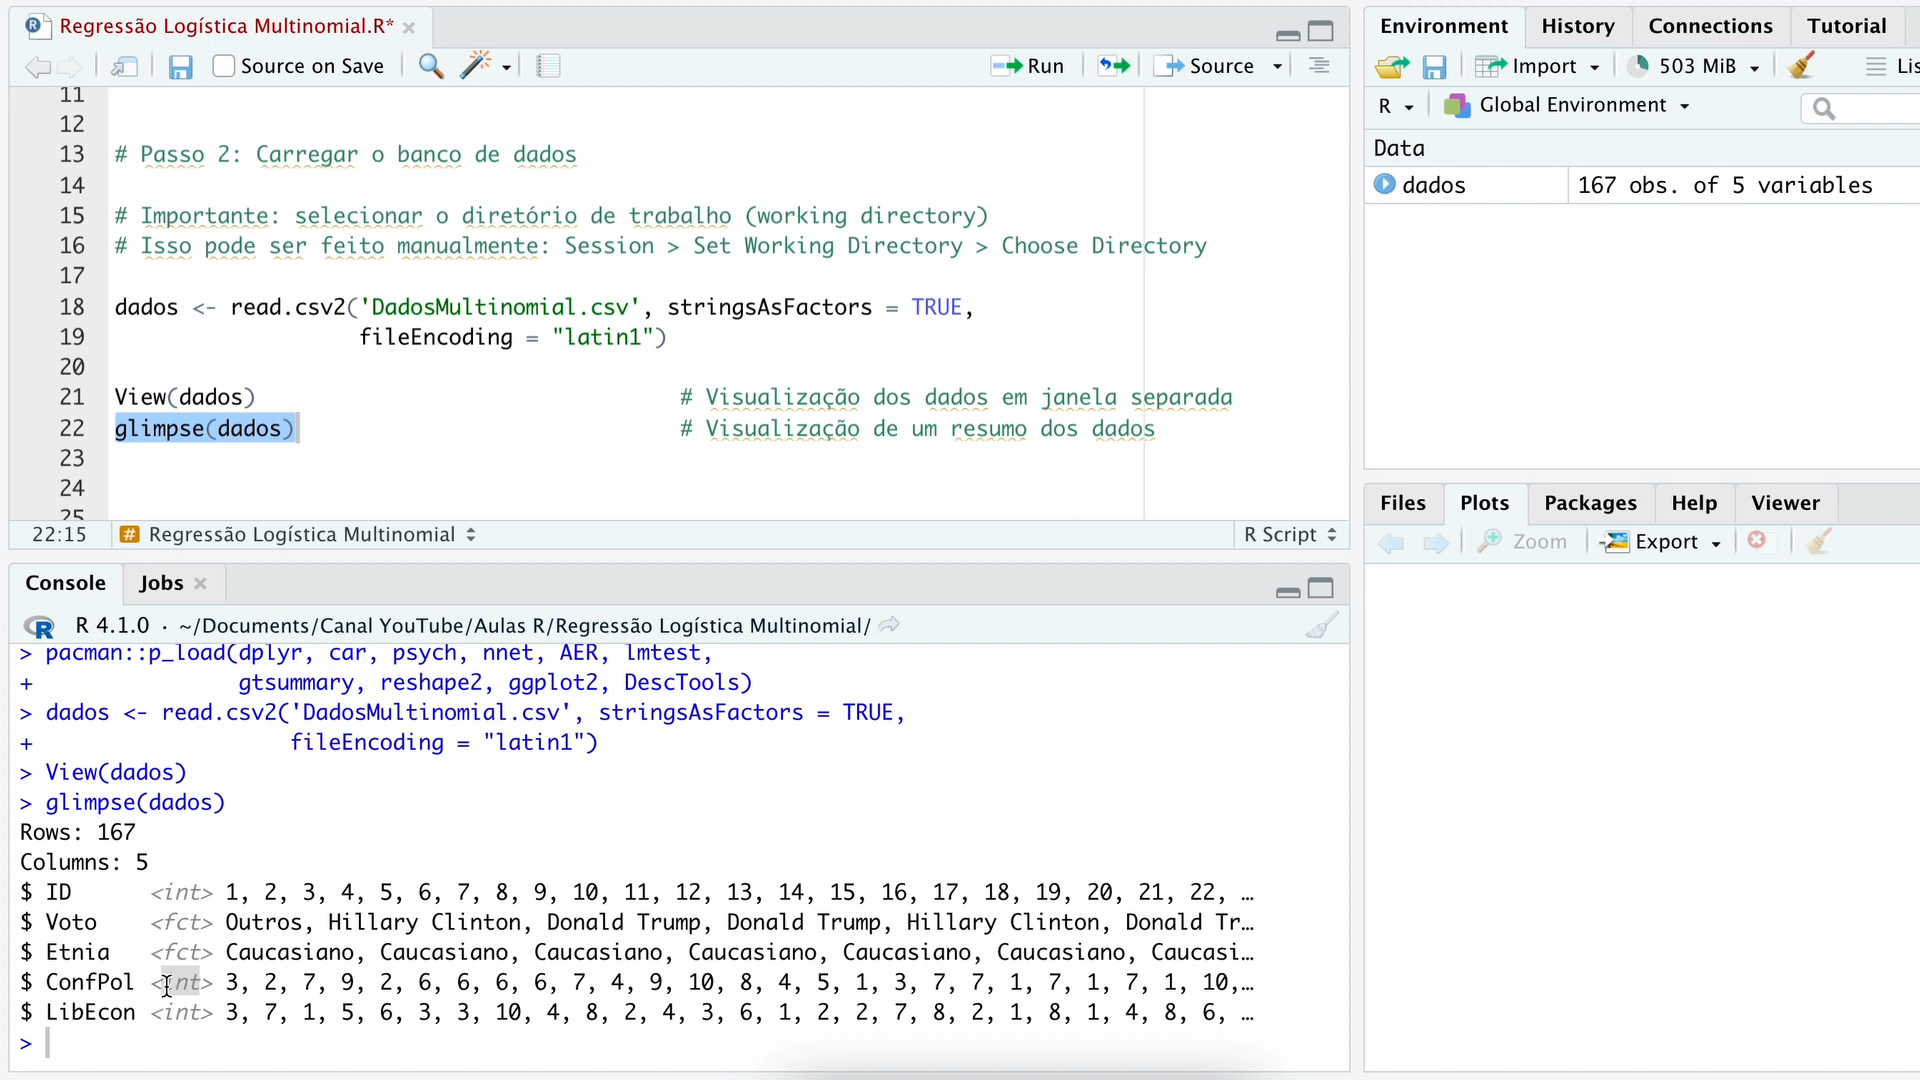 Regressão Logística Multinomial.R*
Source on Save
Run
Source
11
12
13 # Passo 2: Carregar o banco de dados
14
15 # Importante: selecionar o diretório de trabalho (working directory)
16 # Isso pode ser feito manualmente: Session > Set Working Directory > Choose Directory
17
18 dados <- read.csv2('DadosMultinomial.csv', stringsAsFactors = TRUE,
19 fileEncoding = "latin1")
20
21 View(dados) # Visualização dos dados em janela separada
22 glimpse(dados) # Visualização de um resumo dos dados
23
24
25
22:15 # Regressão Logística Multinomial R Script
Console Jobs
R 4.1.0 · ~/Documents/Canal YouTube/Aulas R/Regressão Logística Multinomial/
> pacman::p_load(dplyr, car, psych, nnet, AER, lmtest,
+ gtsummary, reshape2, ggplot2, DescTools)
> dados <- read.csv2('DadosMultinomial.csv', stringsAsFactors = TRUE,
+ fileEncoding = "latin1")
> View(dados)
> glimpse(dados)
Rows: 167
Columns: 5
$ ID <int> 1, 2, 3, 4, 5, 6, 7, 8, 9, 10, 11, 12, 13, 14, 15, 16, 17, 18, 19, 20, 21, 22, …
$ Voto <fct> Outros, Hillary Clinton, Donald Trump, Donald Trump, Hillary Clinton, Donald Tr…
$ Etnia <fct> Caucasiano, Caucasiano, Caucasiano, Caucasiano, Caucasiano, Caucasiano, Caucasi…
$ ConfPol <int> 3, 2, 7, 9, 2, 6, 6, 6, 6, 7, 4, 9, 10, 8, 4, 5, 1, 3, 7, 7, 1, 7, 1, 7, 1, 10,…
$ LibEcon <int> 3, 7, 1, 5, 6, 3, 3, 10, 4, 8, 2, 4, 3, 6, 1, 2, 2, 7, 8, 2, 1, 8, 1, 4, 8, 6, …
>
Environment History Connections Tutorial
Import 503 MiB Lis
R Global Environment
Data
dados 167 obs. of 5 variables
Files Plots Packages Help Viewer
Zoom Export